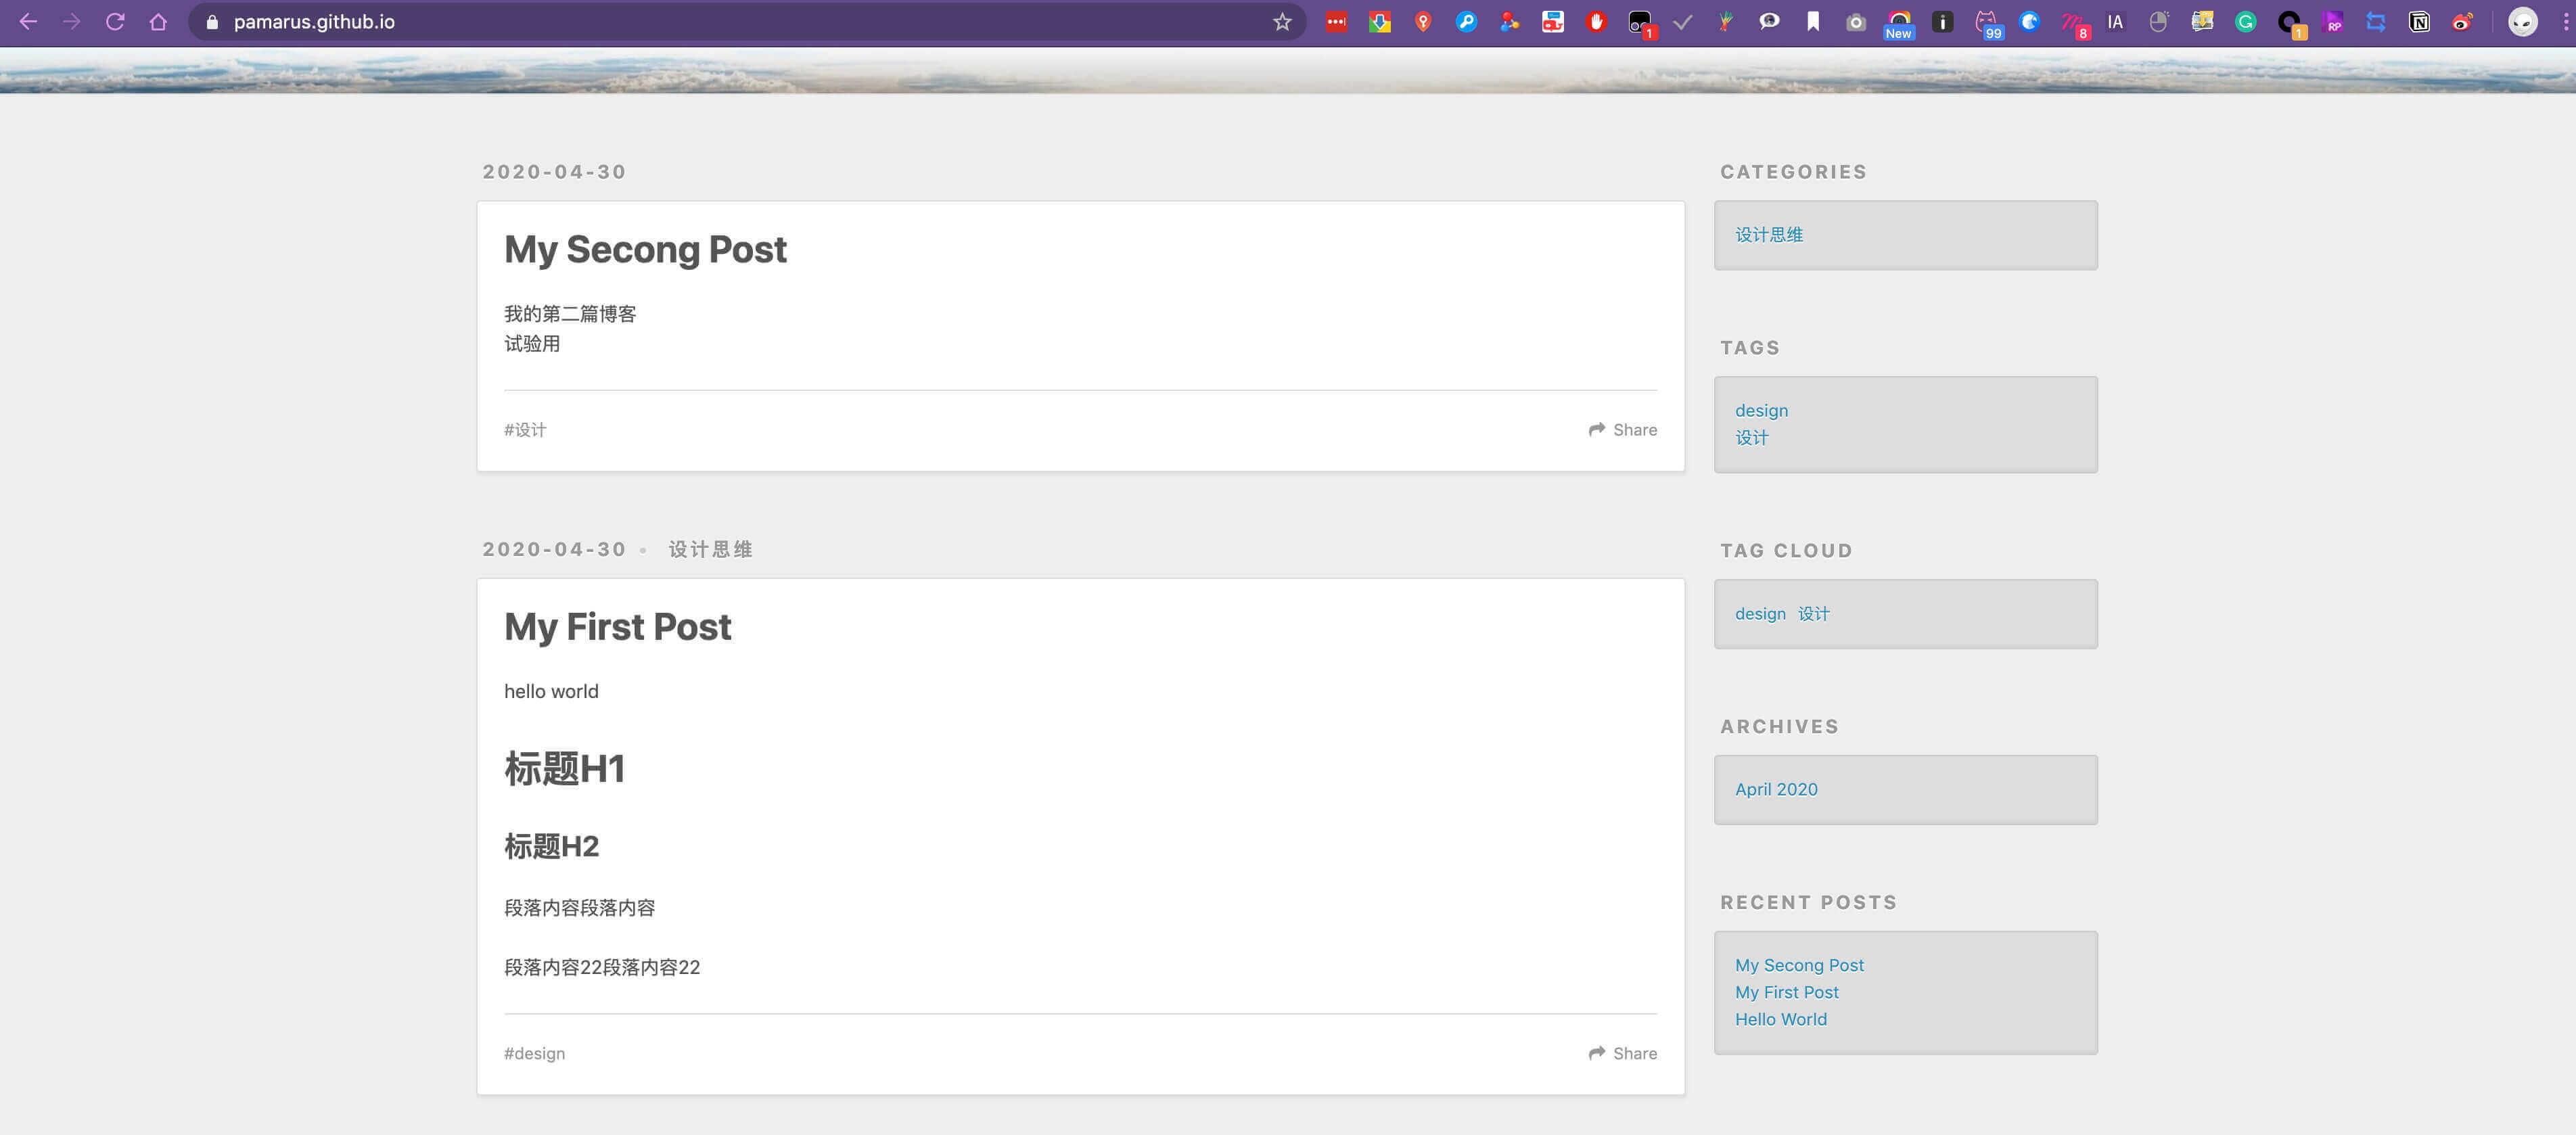 pamarus.github.io
1
New
99
8
IA
1
RP
2020-04-30
My Secong Post
我的第二篇博客
试验用
#设计
Share
2020-04-30 • 设计思维
My First Post
hello world
标题H1
标题H2
段落内容段落内容
段落内容22段落内容22
#design
Share
CATEGORIES
设计思维
TAGS
design
设计
TAG CLOUD
design 设计
ARCHIVES
April 2020
RECENT POSTS
My Secong Post
My First Post
Hello World